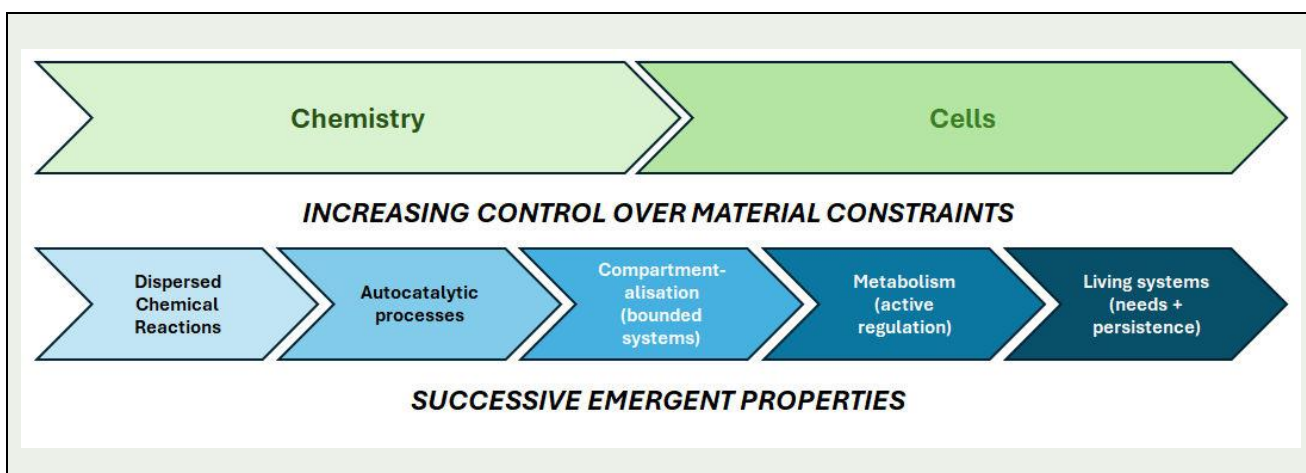 Chemistry
Cells
INCREASING CONTROL OVER MATERIAL CONSTRAINTS
Dispersed
Chemical
Reactions
Autocatalytic
processes
Compartment-
alisation
(bounded
systems)
Metabolism
(active
regulation)
Living systems
(needs +
persistence)
SUCCESSIVE EMERGENT PROPERTIES